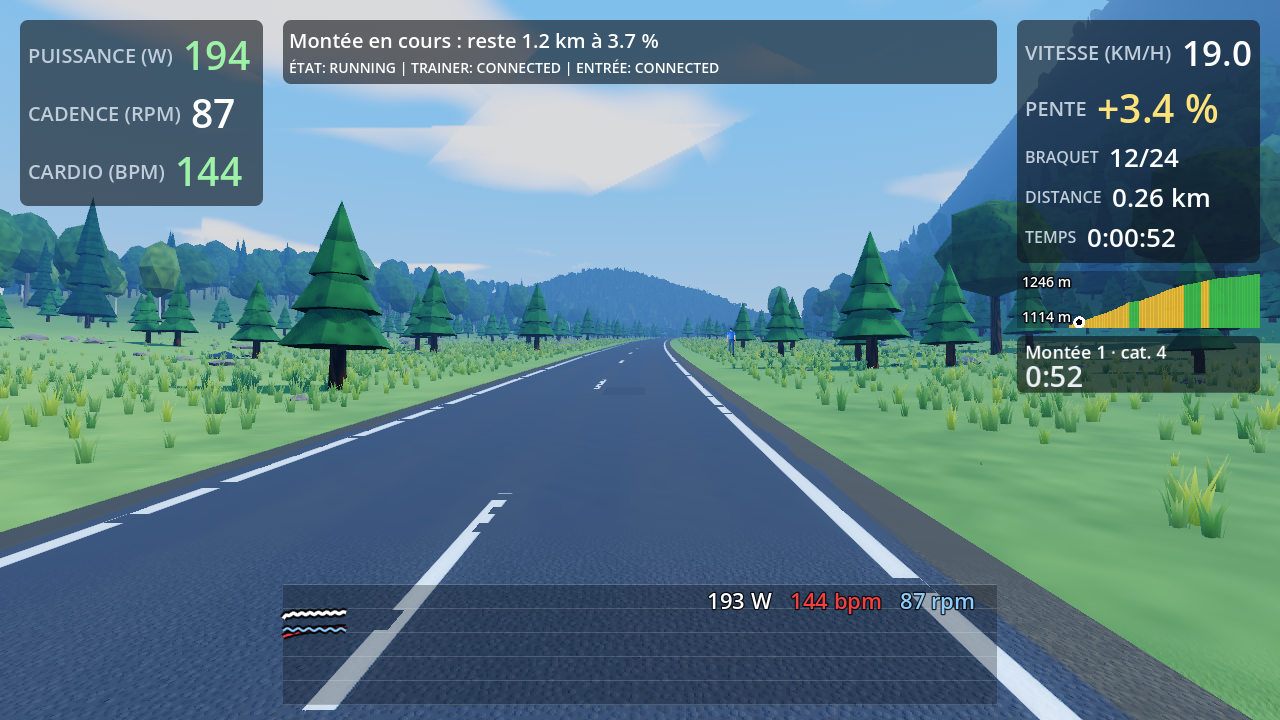 PUISSANCE (W) 194
CADENCE (RPM) 87
CARDIO (BPM) 144
Montée en cours : reste 1.2 km à 3.7 %
ÉTAT: RUNNING | TRAINER: CONNECTED | ENTRÉE: CONNECTED
VITESSE (KM/H) 19.0
PENTE +3.4 %
BRAQUET 12/24
DISTANCE 0.26 km
TEMPS 0:00:52
1246 m
1114 m
Montée 1 · cat. 4
0:52
193 W 144 bpm 87 rpm